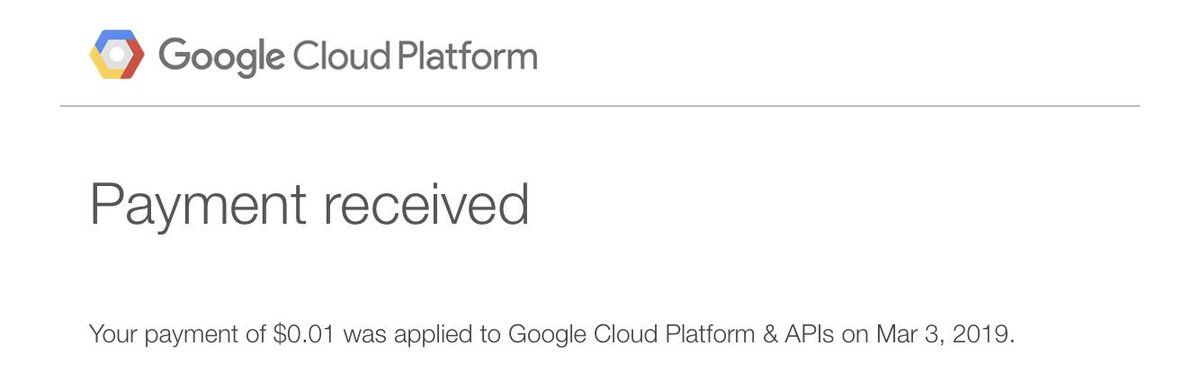 Google Cloud Platform
Payment received
Your payment of $0.01 was applied to Google Cloud Platform & APIs on Mar 3, 2019.